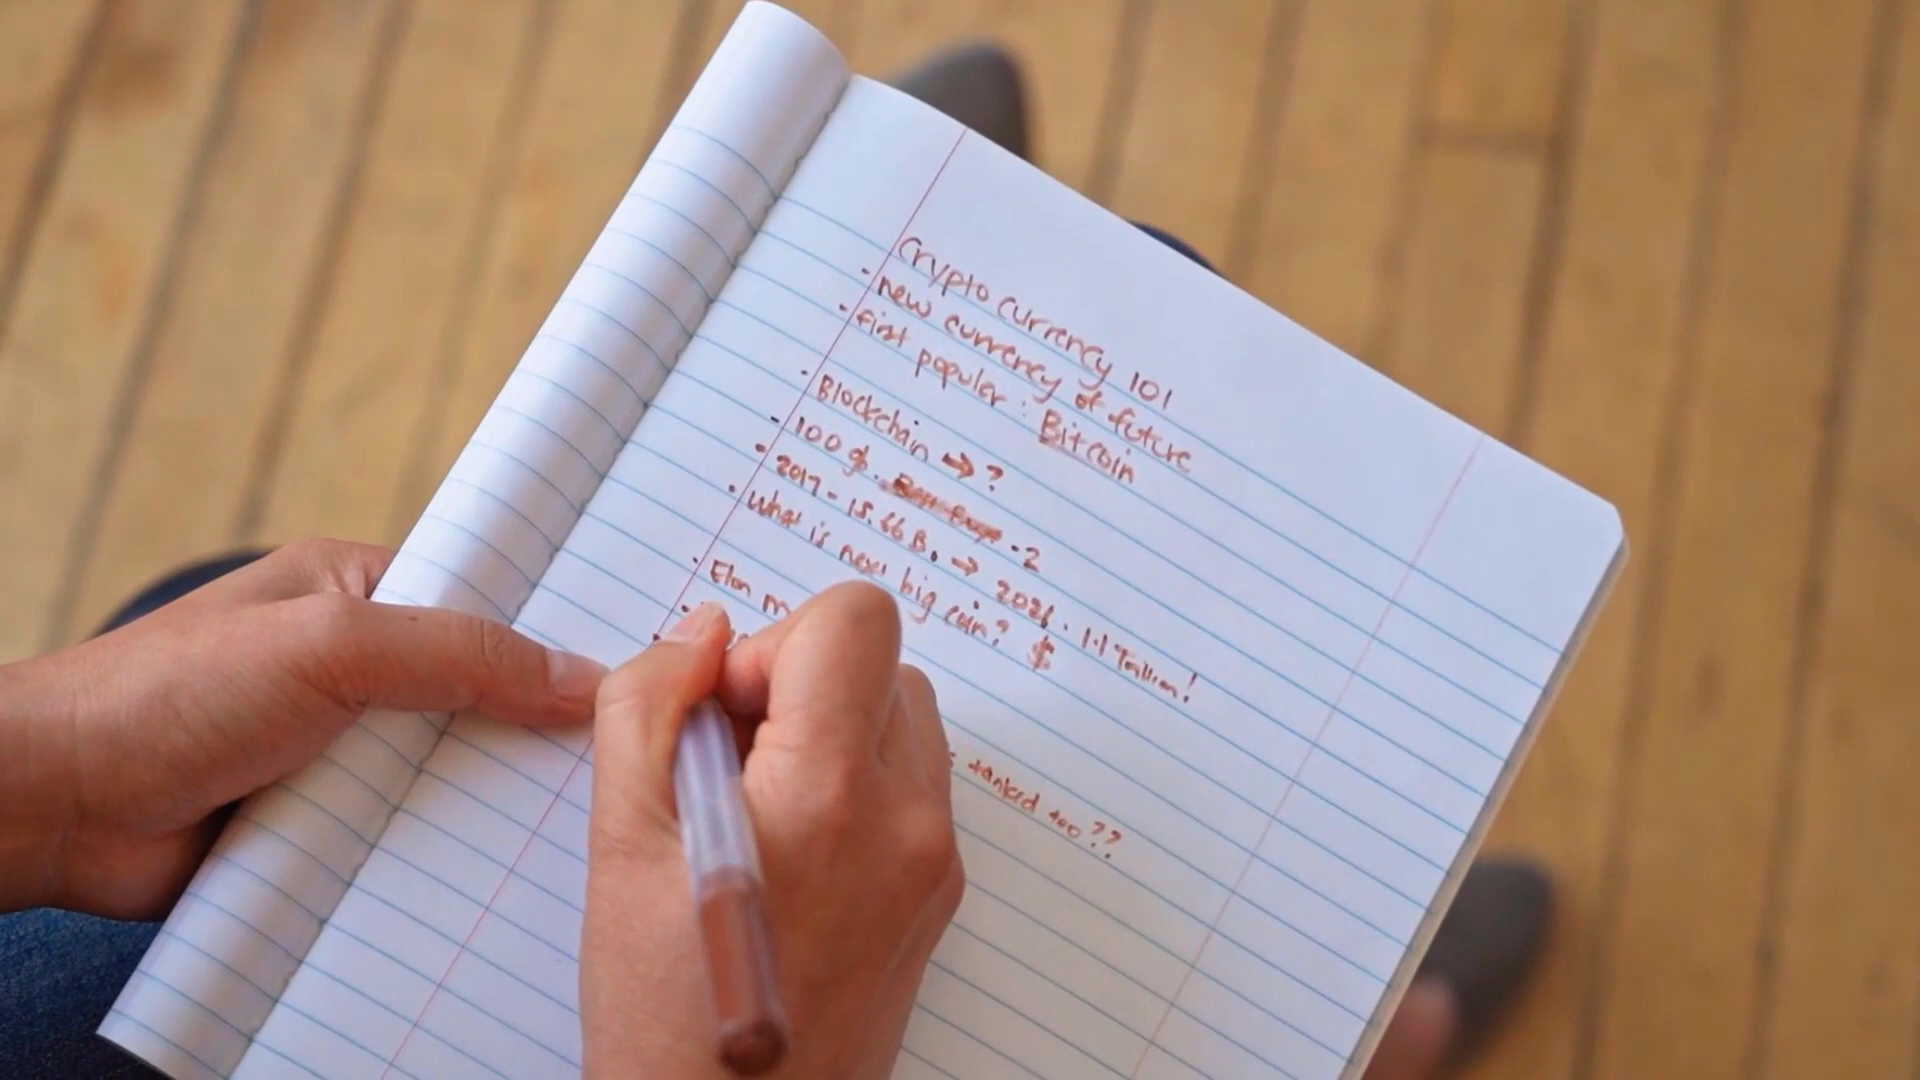 Crypto currency 101
· new currency of future
· first populer : Bitcoin
· Blockchain → ?
- 100 $. - 2
· 2017 - 15.66 B. → 2021. 1.1 Trillion!
· What is next big coin? $
· Elon m
tanked too ??